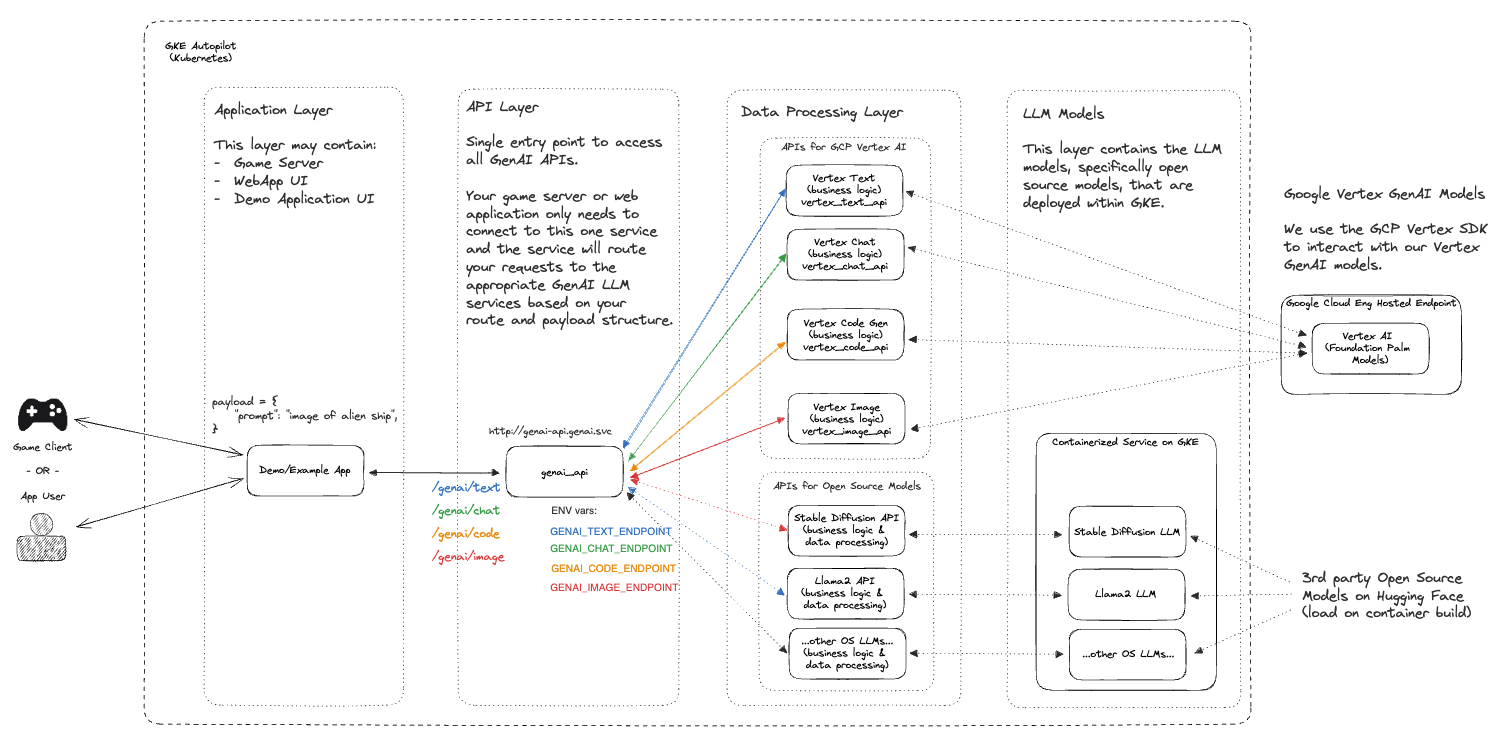 GKE Autopilot
(Kubernetes)
Application Layer
This layer may contain:
- Game Server
- WebApp UI
- Demo Application UI
payload = {
"prompt": "image of alien ship",
}
Game Client
- OR -
App User
Demo/Example App
API Layer
Single entry point to access
all GenAI APIs.
Your game server or web
application only needs to
connect to this one service
and the service will route
your requests to the
appropriate GenAI LLM
services based on your
route and payload structure.
http://genai-api.genai.svc
genai_api
/genai/text
/genai/chat
/genai/code
/genai/image
ENV vars:
GENAI_TEXT_ENDPOINT
GENAI_CHAT_ENDPOINT
GENAI_CODE_ENDPOINT
GENAI_IMAGE_ENDPOINT
Data Processing Layer
APIs for GCP Vertex AI
Vertex Text
(business logic)
vertex_text_api
Vertex Chat
(business logic)
vertex_chat_api
Vertex Code Gen
(business logic)
vertex_code_api
Vertex Image
(business logic)
vertex_image_api
APIs for Open Source Models
Stable Diffusion API
(business logic &
data processing)
Llama2 API
(business logic &
data processing)
...other OS LLMs...
(business logic &
data processing)
LLM Models
This layer contains the LLM
models, specifically open
source models, that are
deployed within GKE.
Containerized Service on GKE
Stable Diffusion LLM
Llama2 LLM
...other OS LLMs...
Google Vertex GenAI Models
We use the GCP Vertex SDK
to interact with our Vertex
GenAI models.
Google Cloud Eng Hosted Endpoint
Vertex AI
(Foundation Palm
Models)
3rd party Open Source
Models on Hugging Face
(load on container build)